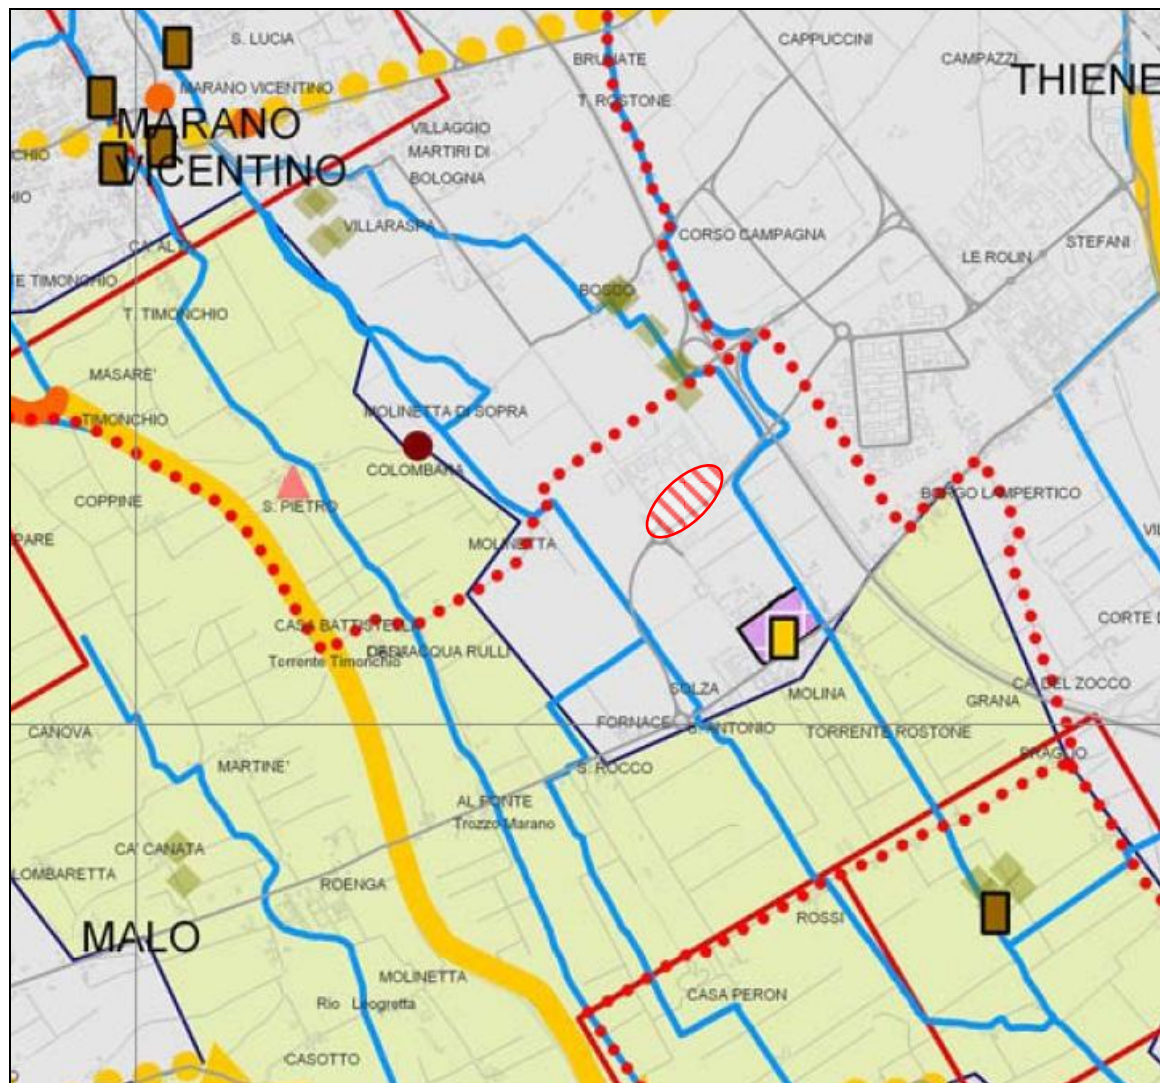 S. LUCIA
CAPPUCCINI
BRUNATE
CAMPAZZI
THIENE
MARANO VICENTINO
T. ROSTONE
MARANO
VICENTINO
VILLAGGIO
MARTIRI DI
BOLOGNA
VILLARASPA
CORSO CAMPAGNA
STEFANI
LE ROLIN
BOSCO
T. TIMONCHIO
MASARE'
TIMONCHIO
MOLINETTA DI SOPRA
COLOMBARA
COPPINE
S. PIETRO
BORGO LAMPERTICO
MOLINETTA
CASA BATTISTELLA
Torrente Timonchio
SOLZA
MOLINA
CA' DEL ZOCCO
GRANA
FORNACE
S. ANTONIO
TORRENTE ROSTONE
CANOVA
BRAGLIO
MARTINE'
S. ROCCO
AL PONTE
Trozzo Marano
CA' CANATA
LOMBARETTA
ROENGA
ROSSI
MALO
MOLINETTA
CASA PERON
Rio Leogretta
CASOTTO